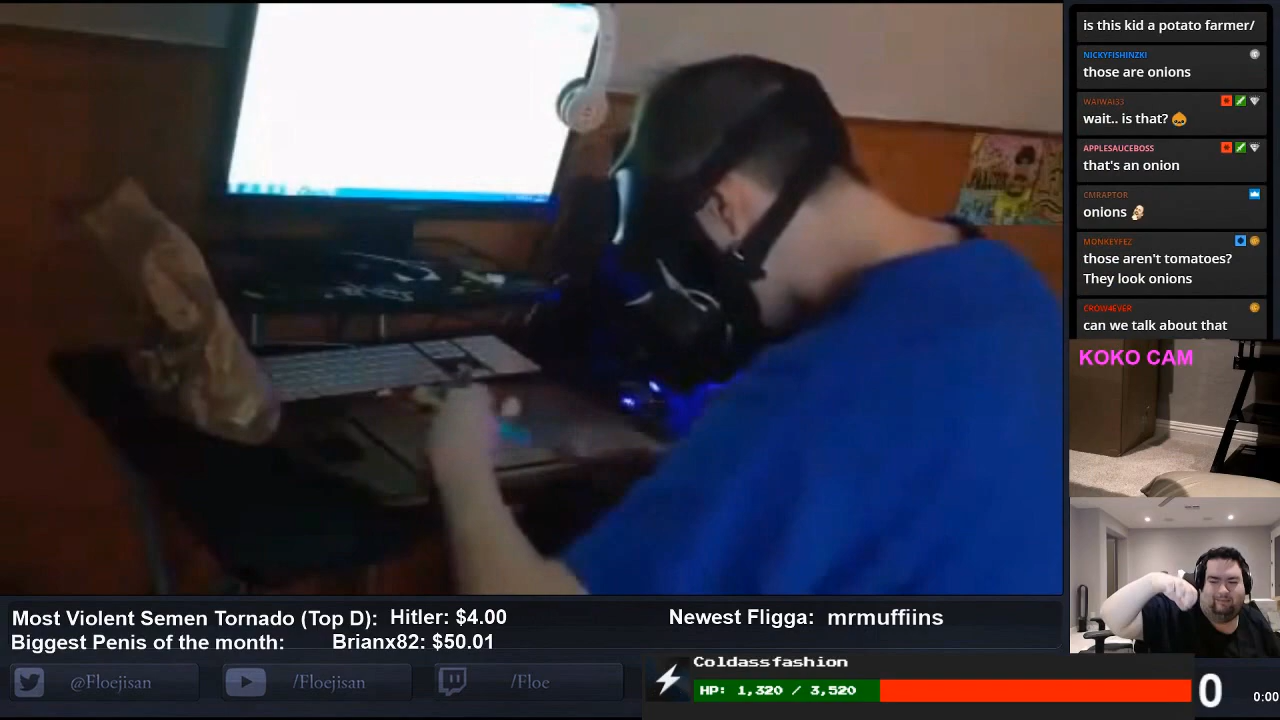 is this kid a potato farmer/
NICKYFISHINZKI
those are onions
WAIWAI33
wait.. is that?
APPLESAUCEBOSS
that's an onion
CMRAPTOR
onions
MONKEYFEZ
those aren't tomatoes?
They look onions
CROW4EVER
can we talk about that
KOKO CAM
Most Violent Semen Tornado (Top D): Hitler: $4.00
Newest Fligga: mrmuffiins
Biggest Penis of the month: Brianx82: $50.01
@Floejisan
/Floejisan
/Floe
Coldassfashion
HP: 1,320 / 3,520
0
0:00